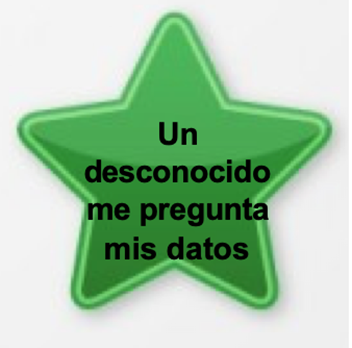 Un
desconocido
me pregunta
mis datos